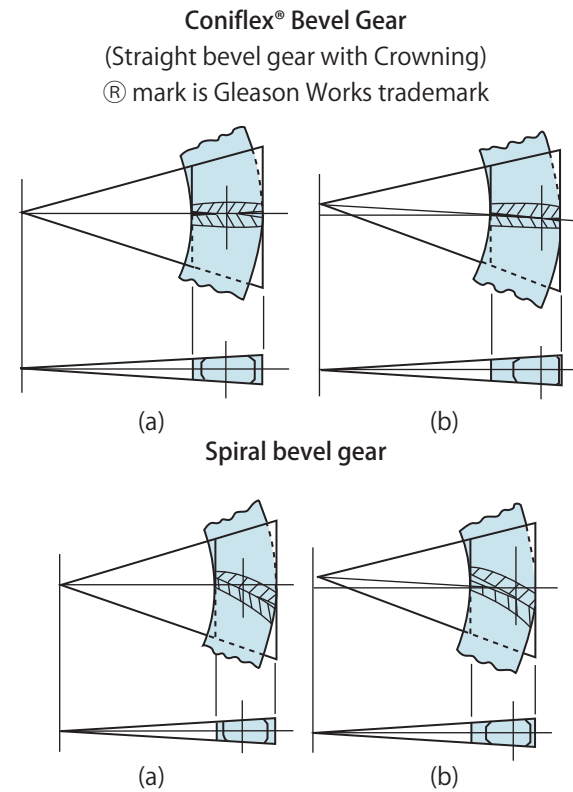 Coniflex® Bevel Gear
(Straight bevel gear with Crowning)
Ⓡ mark is Gleason Works trademark
(a) (b)
Spiral bevel gear
(a) (b)